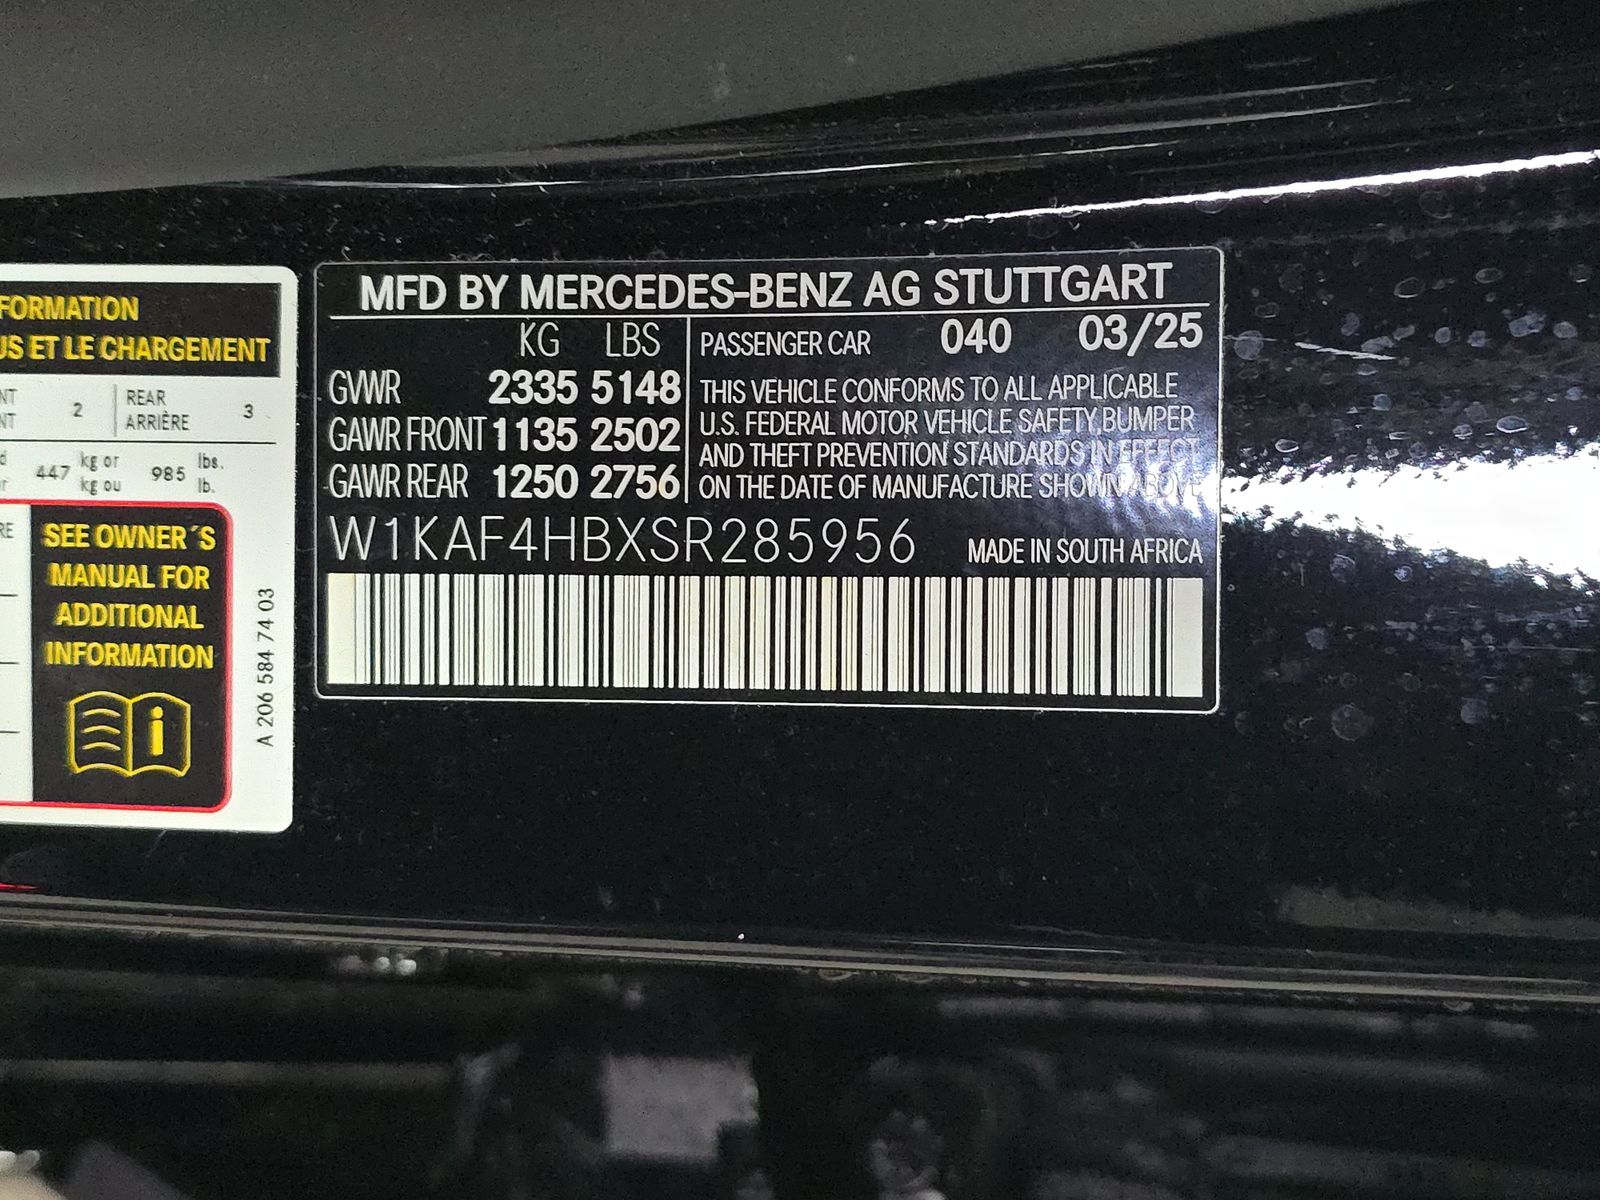 FORMATION
US ET LE CHARGEMENT
NT 2 REAR 3
NT ARRIÈRE
447 kg or 985 lbs.
kg ou lb.
RE
SEE OWNER´S
MANUAL FOR
ADDITIONAL
INFORMATION
i
A 206 584 74 03
MFD BY MERCEDES-BENZ AG STUTTGART
KG LBS
GVWR 2335 5148
GAWR FRONT 1135 2502
GAWR REAR 1250 2756
PASSENGER CAR 040 03/25
THIS VEHICLE CONFORMS TO ALL APPLICABLE
U.S. FEDERAL MOTOR VEHICLE SAFETY,BUMPER
AND THEFT PREVENTION STANDARDS IN EFFECT
ON THE DATE OF MANUFACTURE SHOWN ABOVE
W1KAF4HBXSR285956 MADE IN SOUTH AFRICA